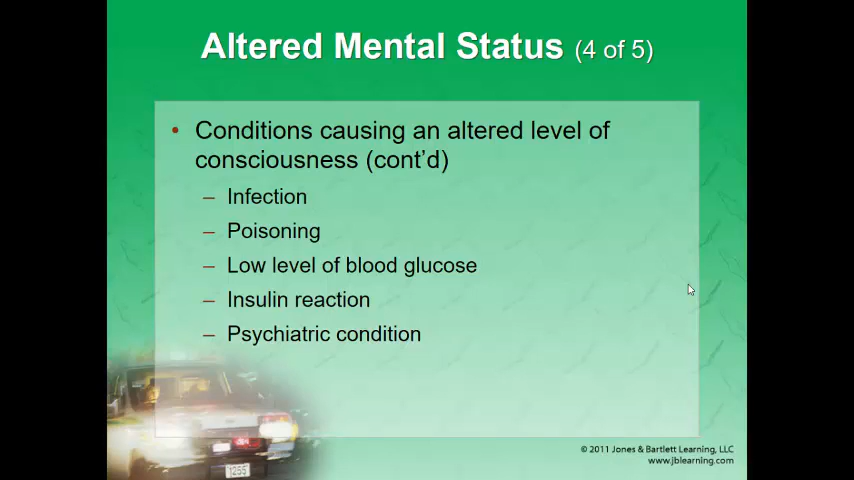 Altered Mental Status (4 of 5)
• Conditions causing an altered level of
consciousness (cont’d)
– Infection
– Poisoning
– Low level of blood glucose
– Insulin reaction
– Psychiatric condition
1255
© 2011 Jones & Bartlett Learning, LLC
www.jblearning.com